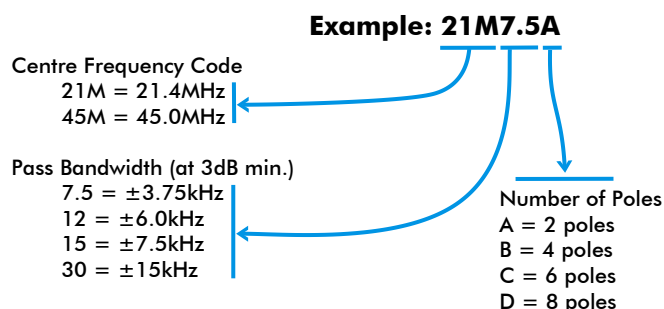 Example: 21M7.5A
Centre Frequency Code
21M = 21.4MHz
45M = 45.0MHz
Pass Bandwidth (at 3dB min.)
7.5 = ±3.75kHz
12 = ±6.0kHz
15 = ±7.5kHz
30 = ±15kHz
Number of Poles
A = 2 poles
B = 4 poles
C = 6 poles
D = 8 poles